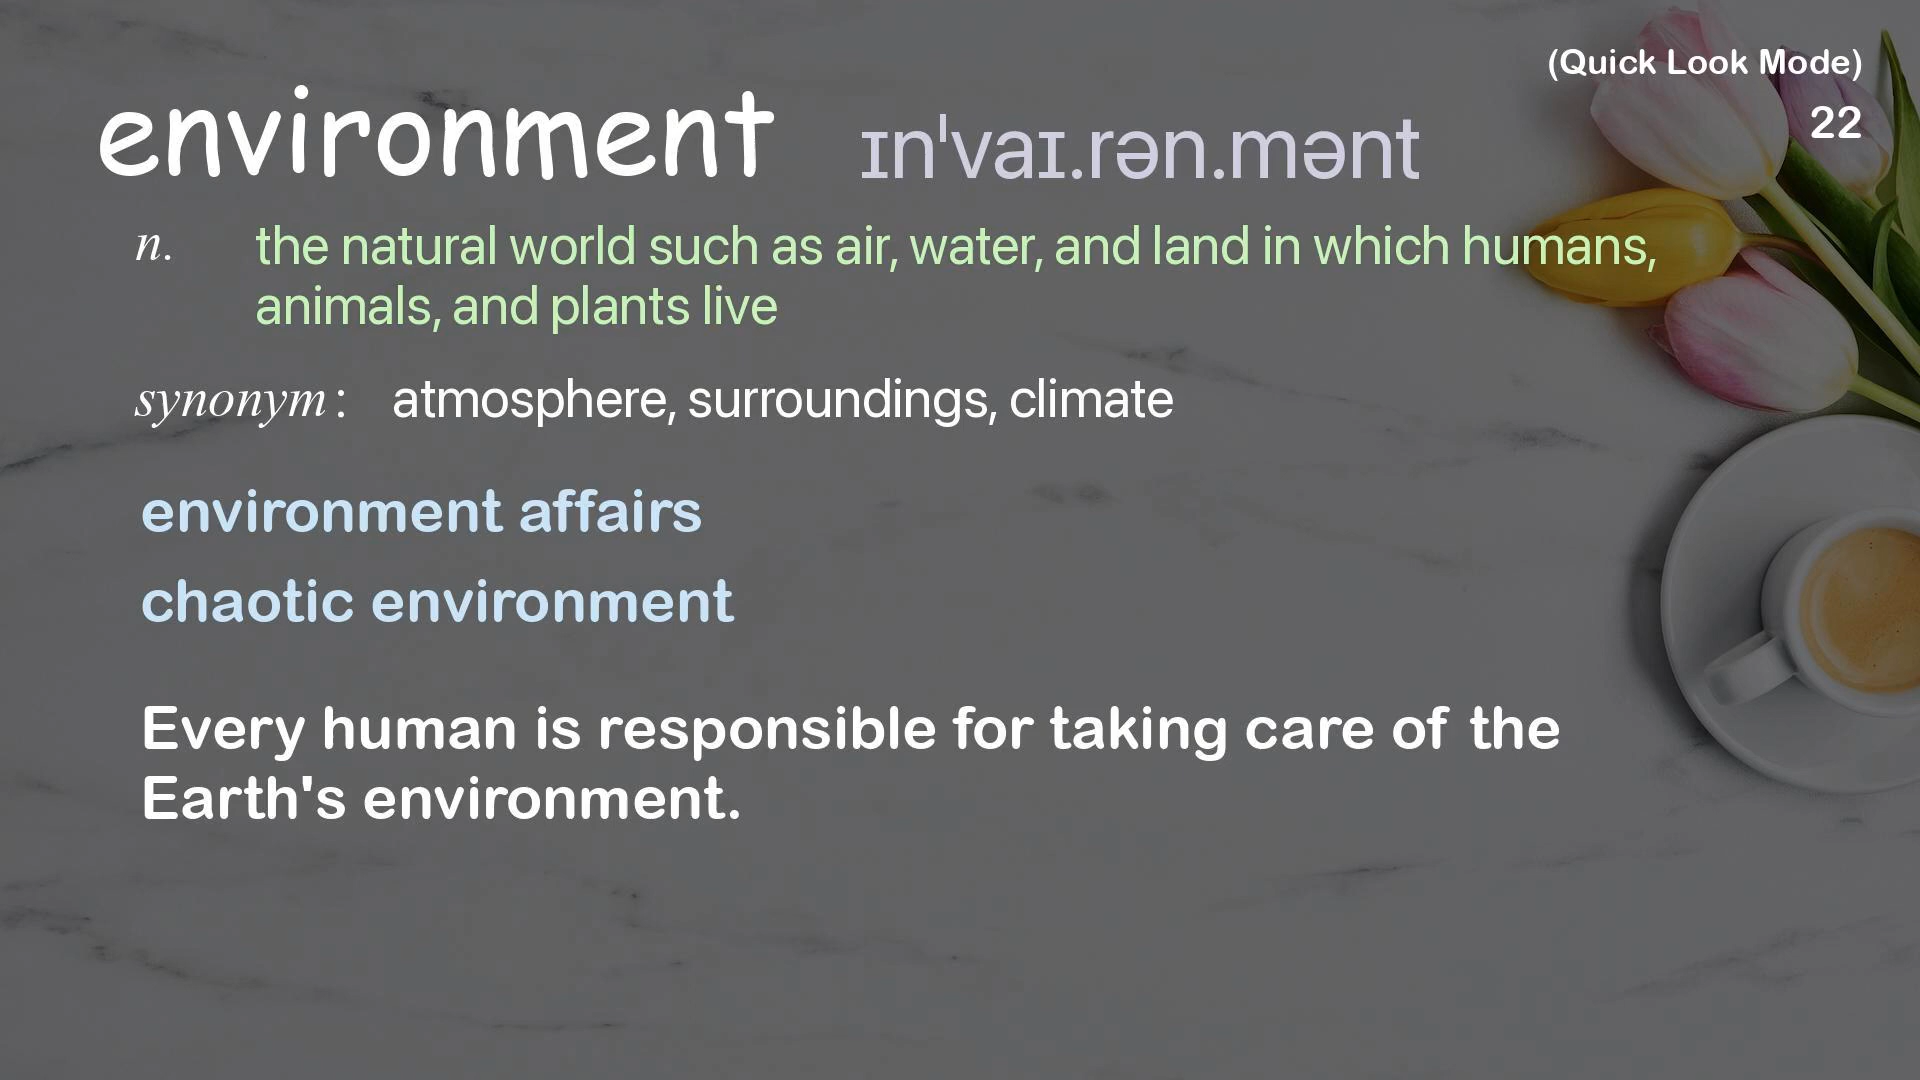 (Quick Look Mode)
22
environment ɪnˈvaɪ.rən.mənt
n. the natural world such as air, water, and land in which humans,
animals, and plants live
synonym: atmosphere, surroundings, climate
environment affairs
chaotic environment
Every human is responsible for taking care of the
Earth's environment.